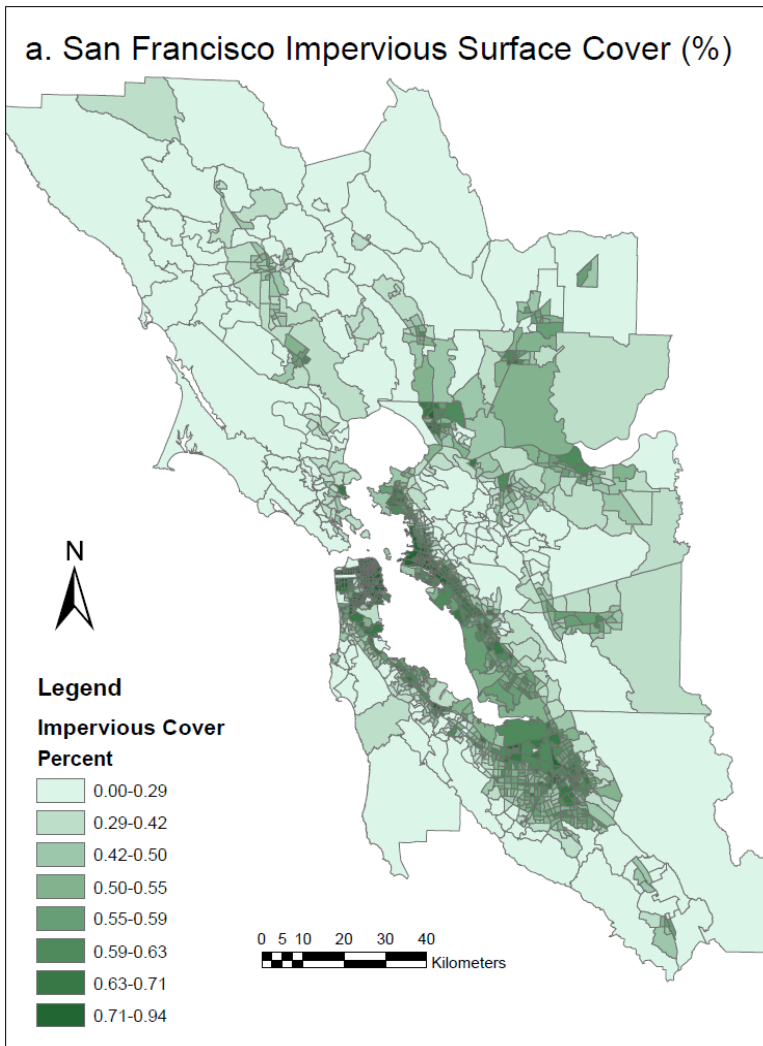 a. San Francisco Impervious Surface Cover (%)
N
Legend
Impervious Cover
Percent
0.00-0.29
0.29-0.42
0.42-0.50
0.50-0.55
0.55-0.59
0.59-0.63
0.63-0.71
0.71-0.94
0 5 10 20 30 40
Kilometers